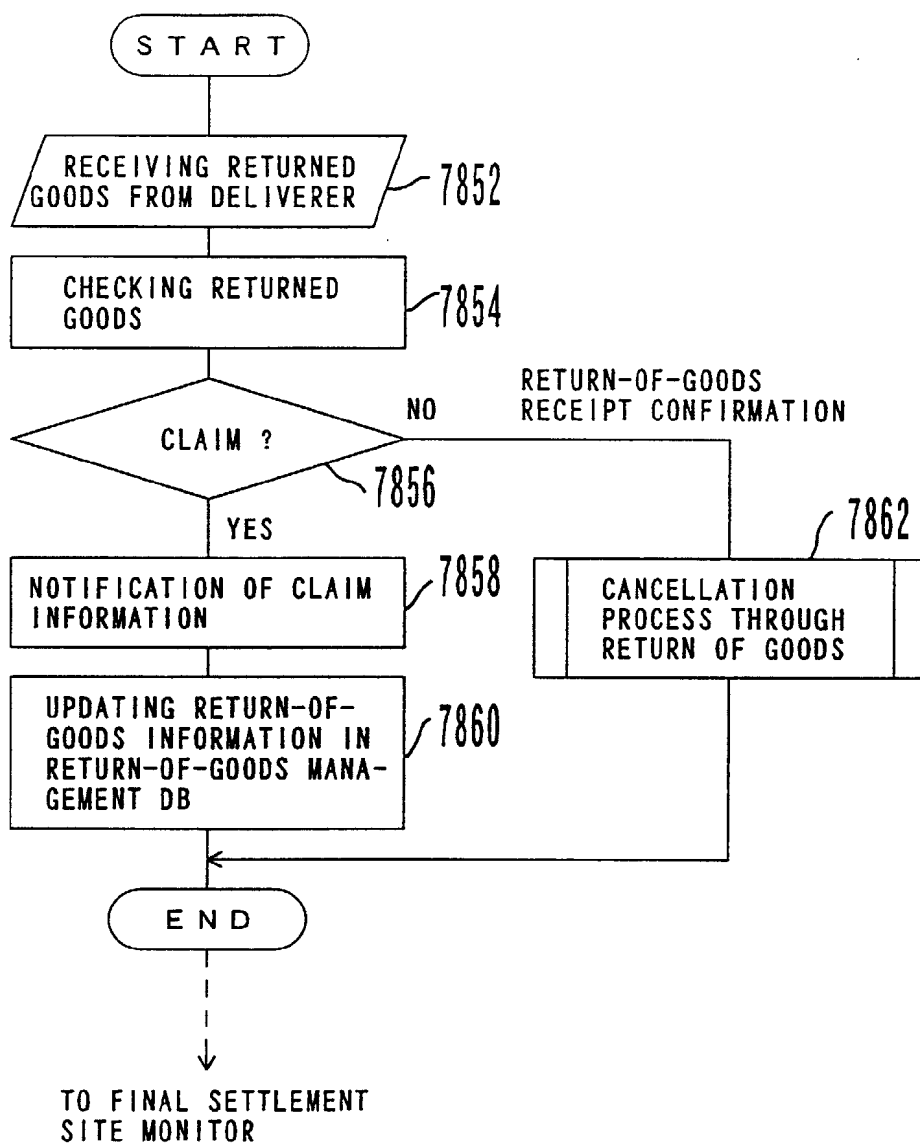 START
RECEIVING RETURNED
GOODS FROM DELIVERER
7852
CHECKING RETURNED
GOODS
7854
CLAIM ?
7856
NO
RETURN-OF-GOODS
RECEIPT CONFIRMATION
YES
NOTIFICATION OF CLAIM
INFORMATION
7858
7862
CANCELLATION
PROCESS THROUGH
RETURN OF GOODS
UPDATING RETURN-OF-
GOODS INFORMATION IN
RETURN-OF-GOODS MANA-
GEMENT DB
7860
END
TO FINAL SETTLEMENT
SITE MONITOR